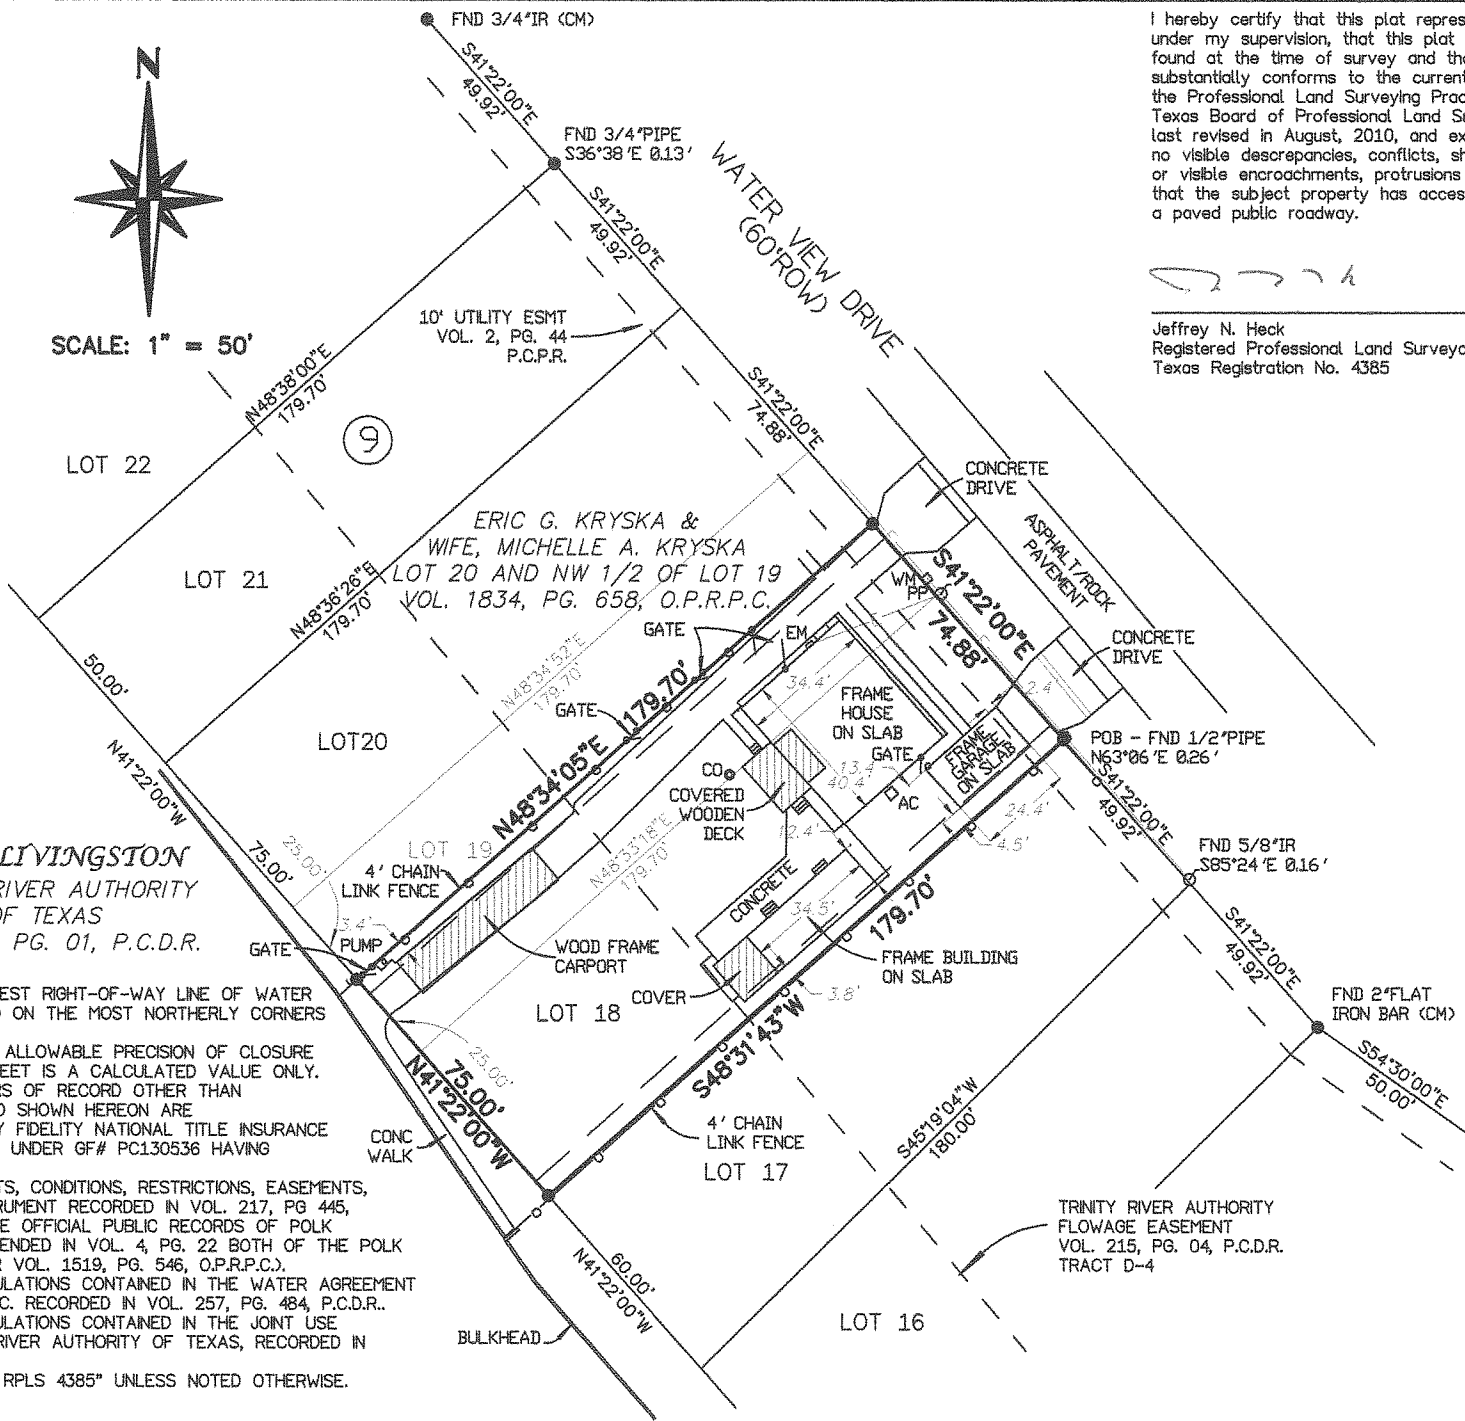 FND 3/4"IR (CM)
I hereby certify that this plat repres
under my supervision, that this plat
found at the time of survey and tha
substantially conforms to the current
the Professional Land Surveying Prac
Texas Board of Professional Land Su
last revised in August, 2010, and ex
no visible descrepancies, conflicts, sh
or visible encroachments, protrusions
that the subject property has acces
a paved public roadway.
Jeffrey N. Heck
Registered Professional Land Surveyo
Texas Registration No. 4385
N
SCALE: 1" = 50'
S41°22'00"E
49.92'
FND 3/4"PIPE
S36°38'E 0.13'
WATER VIEW DRIVE
(60'ROW)
S41°22'00"E
49.92'
10' UTILITY ESMT
VOL. 2, PG. 44
P.C.P.R.
N48°38'00"E
179.70'
9
LOT 22
S41°22'00"E
74.88'
CONCRETE
DRIVE
ASPHALT/ROCK
PAVEMENT
ERIC G. KRYSKA &
WIFE, MICHELLE A. KRYSKA
LOT 20 AND NW 1/2 OF LOT 19
VOL. 1834, PG. 658, O.P.R.P.C.
LOT 21
N48°36'26"E
179.70'
WM
PP
S41°22'00"E
74.88'
GATE
EM
CONCRETE
DRIVE
N48°34'52"E
179.70'
34.4'
FRAME
HOUSE
ON SLAB
2.4'
50.00'
GATE
N48°34'05"E
179.70'
GATE
FRAME
GARAGE
ON SLAB
POB - FND 1/2"PIPE
N63°06'E 0.26'
LOT20
N41°22'00"W
CO
COVERED
WOODEN
DECK
13.4'
40.4'
AC
24.4'
S41°22'00"E
49.92'
12.4'
4.5'
FND 5/8"IR
S85°24'E 0.16'
LIVINGSTON
RIVER AUTHORITY
OF TEXAS
PG. 01, P.C.D.R.
75.00'
25.00'
LOT 19
4' CHAIN
LINK FENCE
N48°33'18"E
179.70'
CONCRETE
34.5'
179.70'
3.4'
GATE
PUMP
WOOD FRAME
CARPORT
FRAME BUILDING
ON SLAB
COVER
3.8'
S41°22'00"E
49.92'
FND 2"FLAT
IRON BAR (CM)
LOT 18
S48°31'43"W
S54°30'00"E
50.00'
EST RIGHT-OF-WAY LINE OF WATER
ON THE MOST NORTHERLY CORNERS
ALLOWABLE PRECISION OF CLOSURE
EET IS A CALCULATED VALUE ONLY.
RS OF RECORD OTHER THAN
D SHOWN HEREON ARE
Y FIDELITY NATIONAL TITLE INSURANCE
UNDER GF# PC130536 HAVING
25.00'
75.00'
N41°22'00"W
CONC
WALK
4' CHAIN
LINK FENCE
LOT 17
S45°19'04"W
180.00'
TS, CONDITIONS, RESTRICTIONS, EASEMENTS,
RUMENT RECORDED IN VOL. 217, PG 445,
E OFFICIAL PUBLIC RECORDS OF POLK
ENDED IN VOL. 4, PG. 22 BOTH OF THE POLK
R VOL. 1519, PG. 546, O.P.R.P.C.).
ULATIONS CONTAINED IN THE WATER AGREEMENT
C. RECORDED IN VOL. 257, PG. 484, P.C.D.R..
ULATIONS CONTAINED IN THE JOINT USE
RIVER AUTHORITY OF TEXAS, RECORDED IN
RPLS 4385" UNLESS NOTED OTHERWISE.
60.00'
N41°22'00"W
BULKHEAD
TRINITY RIVER AUTHORITY
FLOWAGE EASEMENT
VOL. 215, PG. 04, P.C.D.R.
TRACT D-4
LOT 16